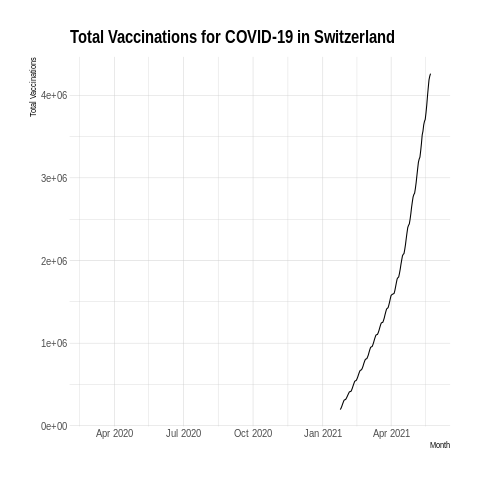 Total Vaccinations for COVID-19 in Switzerland
Total Vaccinations
4e+06
3e+06
2e+06
1e+06
0e+00
Apr 2020 Jul 2020 Oct 2020 Jan 2021 Apr 2021
Month